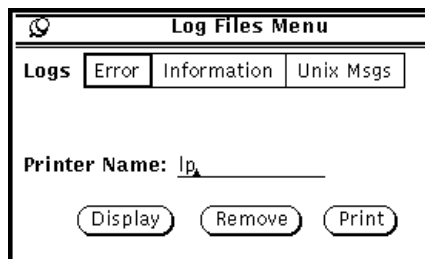 Log Files Menu
Logs Error Information Unix Msgs
Printer Name: lp
Display Remove Print